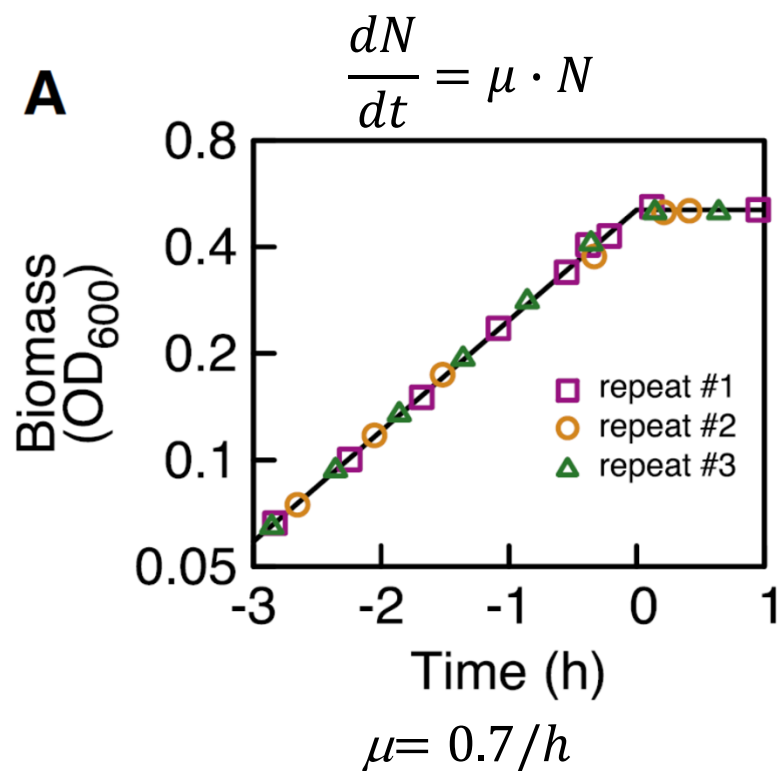 dN/dt = μ · N
A
0.8
0.4
0.2
0.1
0.05
Biomass
(OD₆₀₀)
repeat #1
repeat #2
repeat #3
-3 -2 -1 0 1
Time (h)
μ= 0.7/h